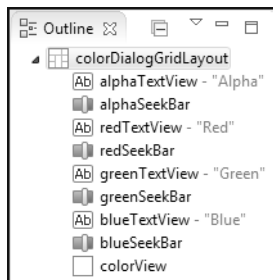 Outline
colorDialogGridLayout
Ab alphaTextView - "Alpha"
alphaSeekBar
Ab redTextView - "Red"
redSeekBar
Ab greenTextView - "Green"
greenSeekBar
Ab blueTextView - "Blue"
blueSeekBar
colorView